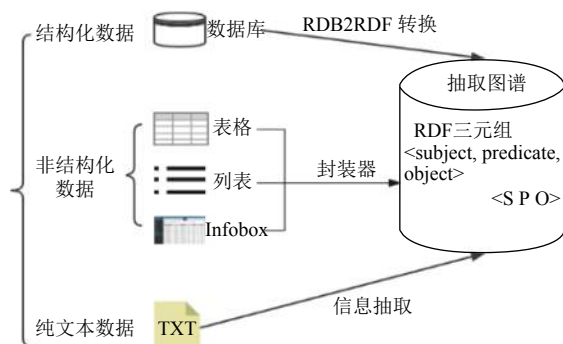 结构化数据
数据库
RDB2RDF 转换
抽取图谱
RDF三元组
<subject, predicate,
object>
<S P O>
非结构化
数据
表格
列表
Infobox
封装器
纯文本数据
TXT
信息抽取